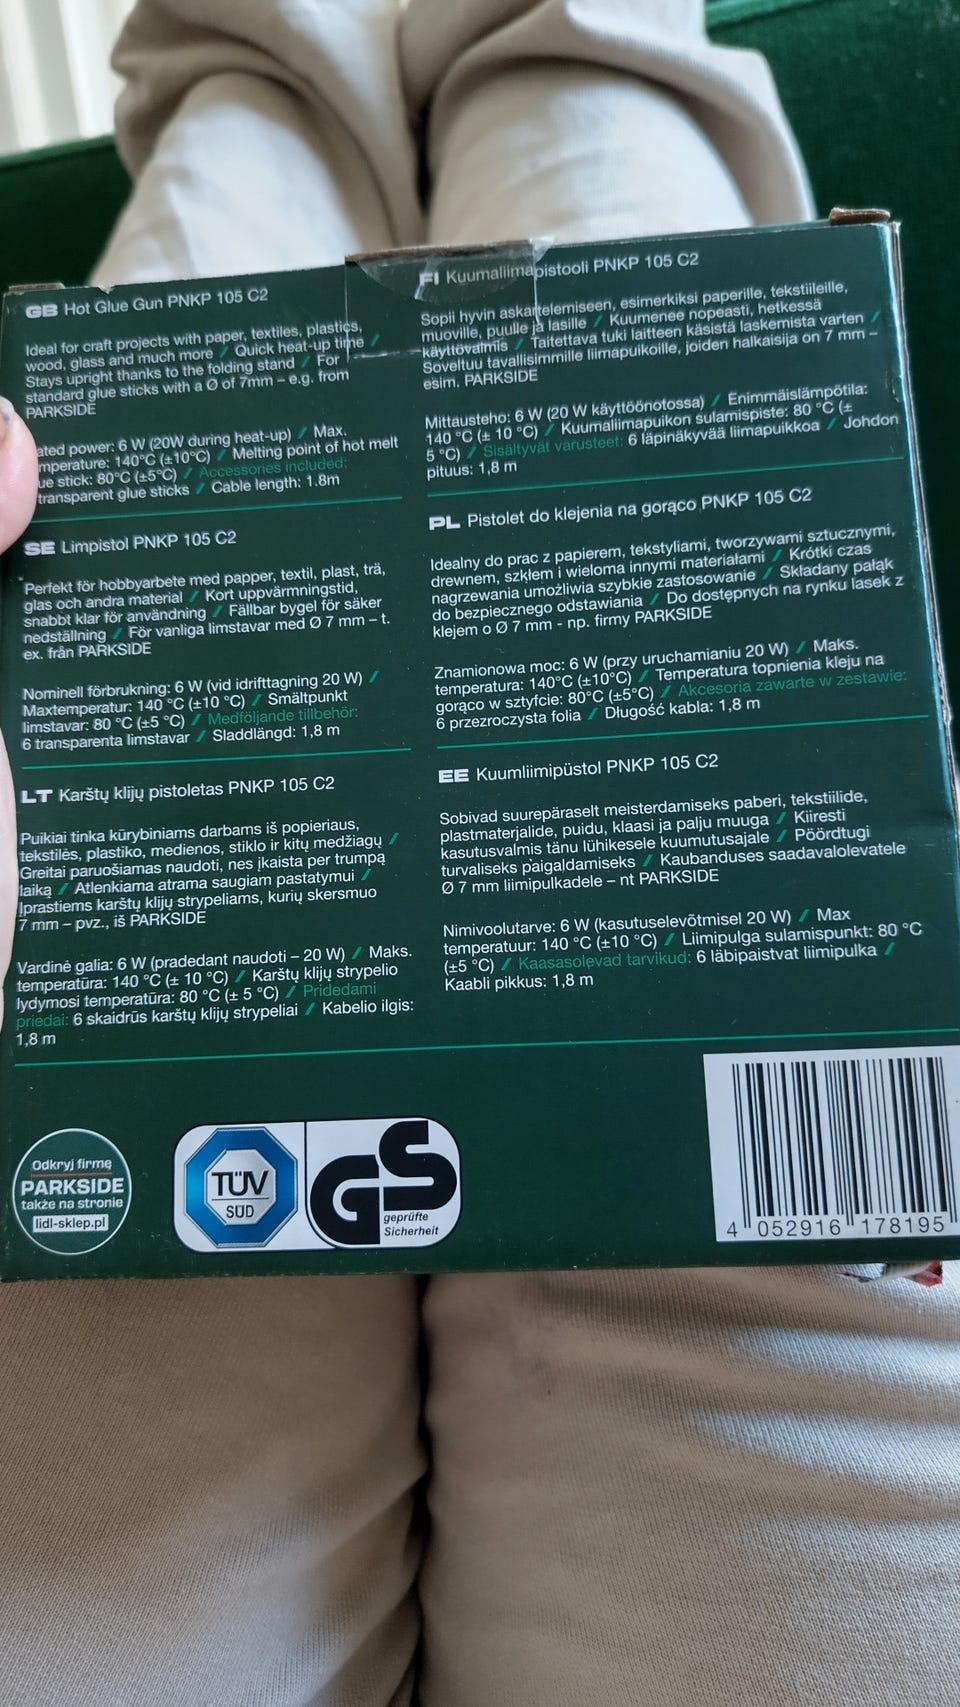 GB Hot Glue Gun PNKP 105 C2
Ideal for craft projects with paper, textiles, plastics,
wood, glass and much more / Quick heat-up time /
Stays upright thanks to the folding stand / For
standard glue sticks with a Ø of 7mm – e.g. from
PARKSIDE
ated power: 6 W (20W during heat-up) / Max.
mperature: 140°C (±10°C) / Melting point of hot melt
ue stick: 80°C (±5°C) / Accessories included:
transparent glue sticks / Cable length: 1.8m
SE Limpistol PNKP 105 C2
Perfekt för hobbyarbete med papper, textil, plast, trä,
glas och andra material / Kort uppvärmningstid,
snabbt klar för användning / Fällbar bygel för säker
nedställning / För vanliga limstavar med Ø 7 mm – t.
ex. från PARKSIDE
Nominell förbrukning: 6 W (vid idrifttagning 20 W) /
Maxtemperatur: 140 °C (±10 °C) / Smältpunkt
limstavar: 80 °C (±5 °C) / Medföljande tillbehör:
6 transparenta limstavar / Sladdlängd: 1,8 m
LT Karštų klijų pistoletas PNKP 105 C2
Puikiai tinka kūrybiniams darbams iš popieriaus,
tekstilės, plastiko, medienos, stiklo ir kitų medžiagų /
Greitai paruošiamas naudoti, nes įkaista per trumpą
laiką / Atlenkiama atrama saugiam pastatymui /
Įprastiems karštų klijų strypeliams, kurių skersmuo
7 mm – pvz., iš PARKSIDE
Vardinė galia: 6 W (pradedant naudoti – 20 W) / Maks.
temperatūra: 140 °C (± 10 °C) / Karštų klijų strypelio
lydymosi temperatūra: 80 °C (± 5 °C) / Pridedami
priedai: 6 skaidrūs karštų klijų strypeliai / Kabelio ilgis:
1,8 m
FI Kuumaliimapistooli PNKP 105 C2
Sopii hyvin askartelemiseen, esimerkiksi paperille, tekstiileille,
muoville, puulle ja lasille / Kuumenee nopeasti, hetkessä
käyttövalmis / Taitettava tuki laitteen käsistä laskemista varten /
Soveltuu tavallisimmille liimapuikoille, joiden halkaisija on 7 mm –
esim. PARKSIDE
Mittausteho: 6 W (20 W käyttöönotossa) / Enimmäislämpötila:
140 °C (± 10 °C) / Kuumaliimapuikon sulamispiste: 80 °C (±
5 °C) / Sisältyvät varusteet: 6 läpinäkyvää liimapuikkoa / Johdon
pituus: 1,8 m
PL Pistolet do klejenia na gorąco PNKP 105 C2
Idealny do prac z papierem, tekstyliami, tworzywami sztucznymi,
drewnem, szkłem i wieloma innymi materiałami / Krótki czas
nagrzewania umożliwia szybkie zastosowanie / Składany pałąk
do bezpiecznego odstawiania / Do dostępnych na rynku lasek z
klejem o Ø 7 mm - np. firmy PARKSIDE
Znamionowa moc: 6 W (przy uruchamianiu 20 W) / Maks.
temperatura: 140°C (±10°C) / Temperatura topnienia kleju na
gorąco w sztyfcie: 80°C (±5°C) / Akcesoria zawarte w zestawie:
6 przezroczysta folia / Długość kabla: 1,8 m
EE Kuumliimipüstol PNKP 105 C2
Sobivad suurepäraselt meisterdamiseks paberi, tekstiilide,
plastmaterjalide, puidu, klaasi ja palju muuga / Kiiresti
kasutusvalmis tänu lühikesele kuumutusajale / Pöördtugi
turvaliseks paigaldamiseks / Kaubanduses saadavalolevatele
Ø 7 mm liimipulkadele – nt PARKSIDE
Nimivoolutarve: 6 W (kasutuselevõtmisel 20 W) / Max
temperatuur: 140 °C (±10 °C) / Liimipulga sulamispunkt: 80 °C
(±5 °C) / Kaasasolevad tarvikud: 6 läbipaistvat liimipulka /
Kaabli pikkus: 1,8 m
Odkryj firmę
PARKSIDE
także na stronie
lidl-sklep.pl
TÜV
SÜD
GS
geprüfte
Sicherheit
4 052916 178195